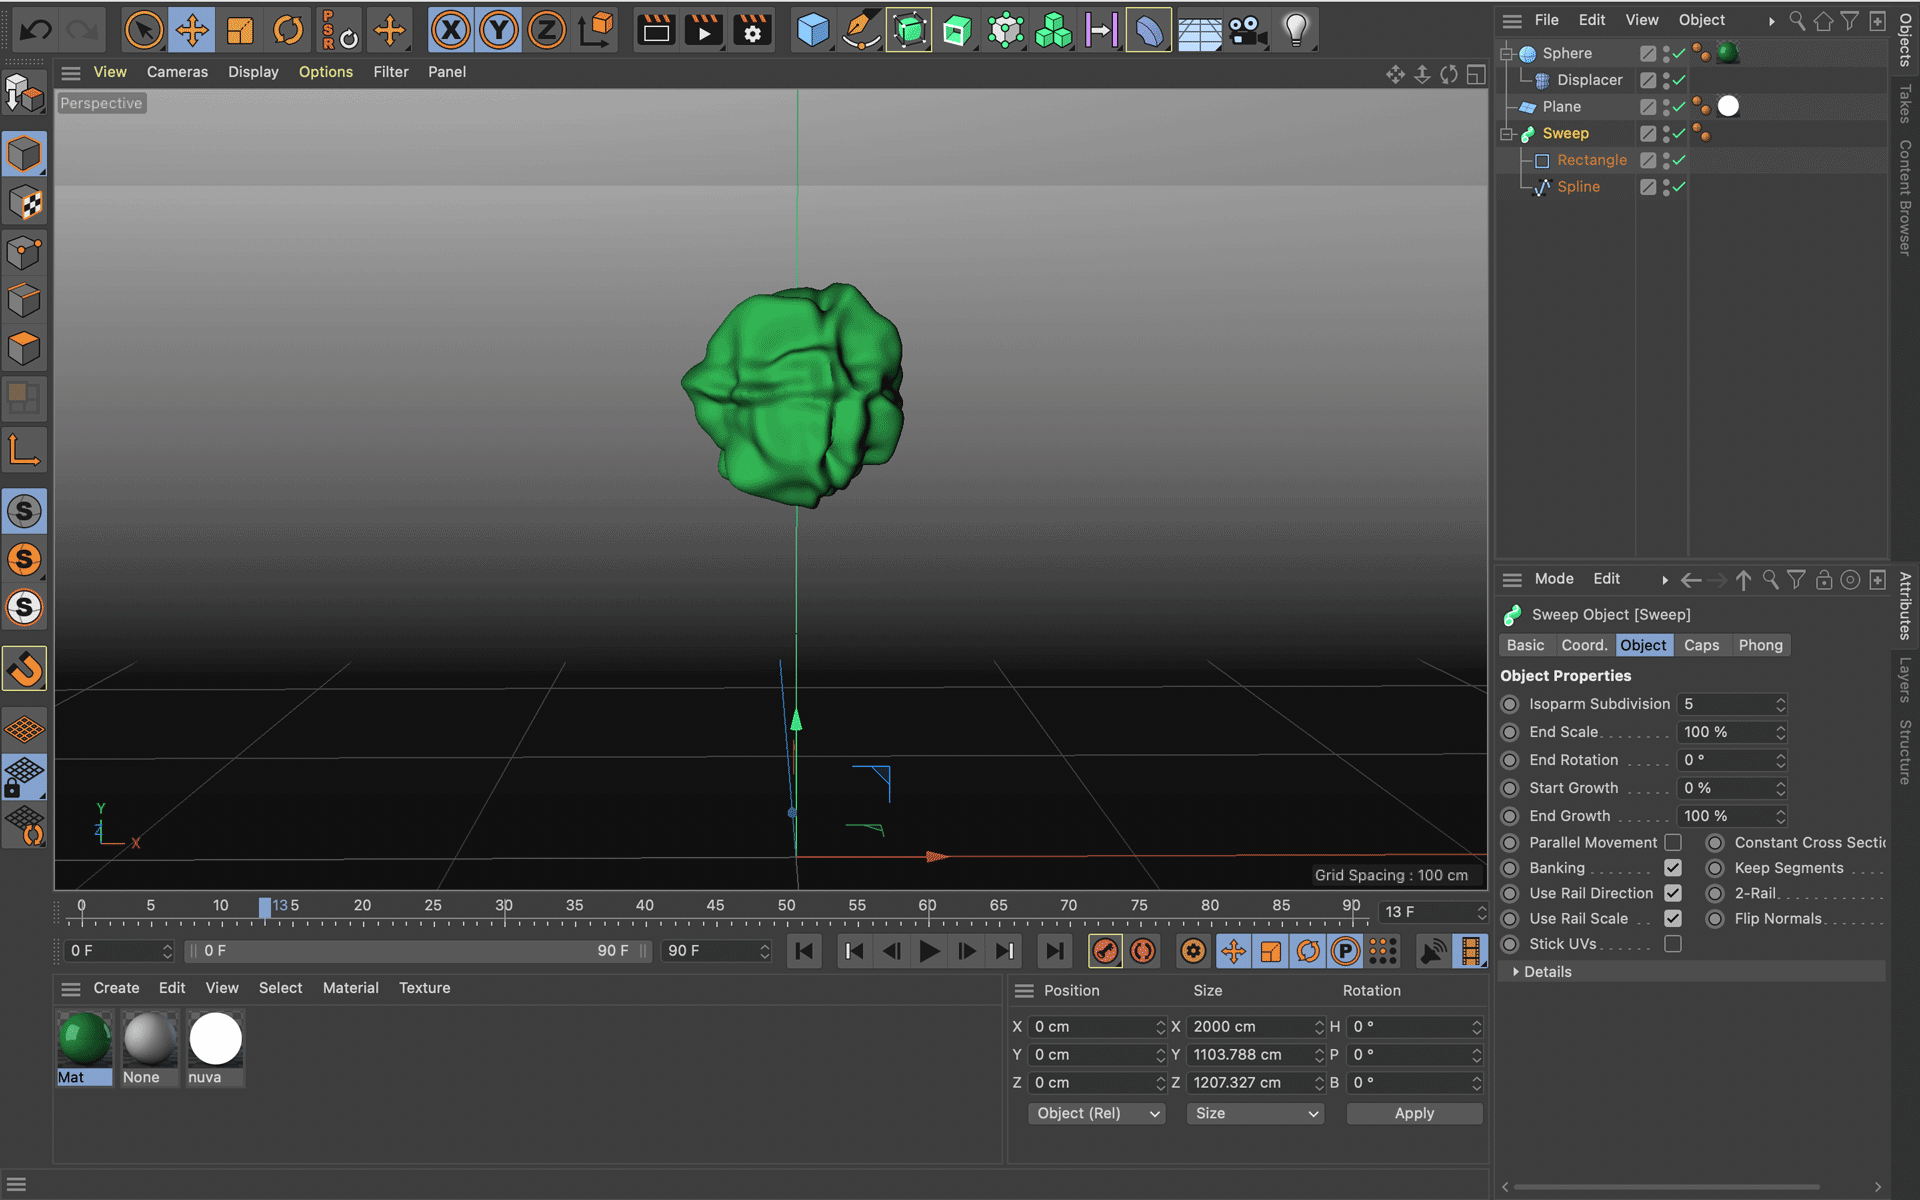 File Edit View Object
Objects
Takes
Content Browser
View Cameras Display Options Filter Panel
Perspective
Sphere
Displacer
Plane
Sweep
Rectangle
Spline
Y
Z
X
Grid Spacing : 100 cm
Mode Edit
Attributes
Layers
Structure
Sweep Object [Sweep]
Basic Coord. Object Caps Phong
Object Properties
Isoparm Subdivision 5
End Scale. . . . . . . 100 %
End Rotation . . . . . 0 °
Start Growth . . . . . 0 %
End Growth . . . . . . 100 %
Parallel Movement Constant Cross Sectic
Banking . . . . . . . Keep Segments . . . .
Use Rail Direction 2-Rail. . . . . . . . . . . .
Use Rail Scale . . Flip Normals. . . . . . .
Stick UVs. . . . . .
Details
0 5 10 135 20 25 30 35 40 45 50 55 60 65 70 75 80 85 90 13 F
0 F 0 F 90 F 90 F
Create Edit View Select Material Texture
Mat None nuva
Position Size Rotation
X 0 cm X 2000 cm H 0 °
Y 0 cm Y 1103.788 cm P 0 °
Z 0 cm Z 1207.327 cm B 0 °
Object (Rel) Size Apply
P
S
R
X Y Z
S
S
S
P